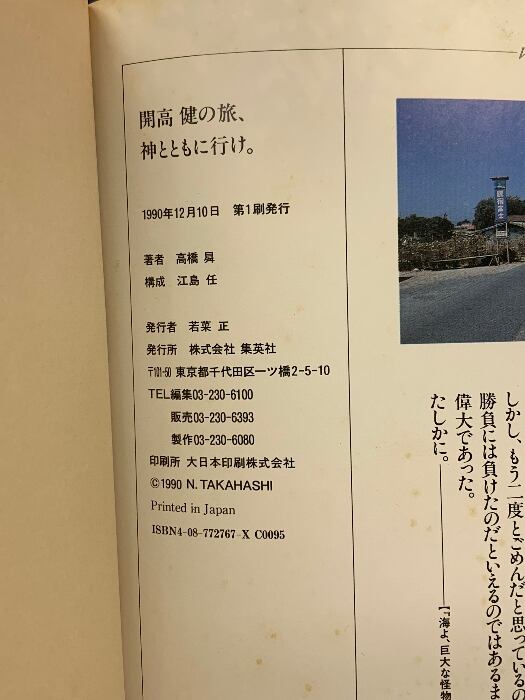 開高 健の旅、
神とともに行け。
1990年12月10日 第1刷発行
著者 高橋 曻
構成 江島 任
発行者 若菜 正
発行所 株式会社 集英社
〒101-50 東京都千代田区一ツ橋2-5-10
TEL編集03-230-6100
販売03-230-6393
製作03-230-6080
印刷所 大日本印刷株式会社
©1990 N. TAKAHASHI
Printed in Japan
ISBN4-08-772767-X C0095
しかし、もう二度とごめんだと思っているの
勝負には負けたのだといえるのではあるま
偉大であった。
たしかに。
【『海よ、巨大な怪物